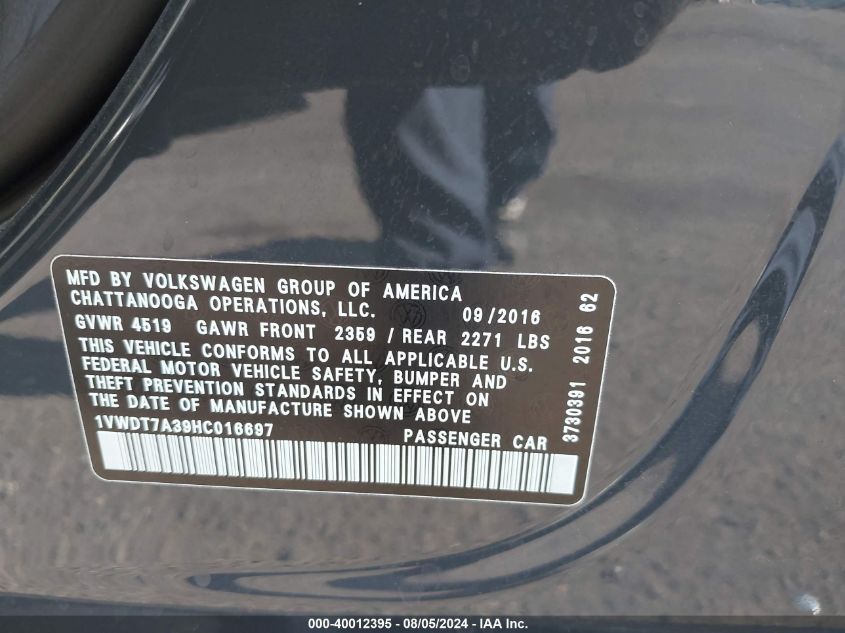 MFD BY VOLKSWAGEN GROUP OF AMERICA
CHATTANOOGA OPERATIONS, LLC. 09/2016
GVWR 4519 GAWR FRONT 2359 / REAR 2271 LBS
THIS VEHICLE CONFORMS TO ALL APPLICABLE U.S.
FEDERAL MOTOR VEHICLE SAFETY, BUMPER AND
THEFT PREVENTION STANDARDS IN EFFECT ON
THE DATE OF MANUFACTURE SHOWN ABOVE
1VWDT7A39HC016697 PASSENGER CAR
3730391 2016 62
000-40012395 - 08/05/2024 - IAA Inc.